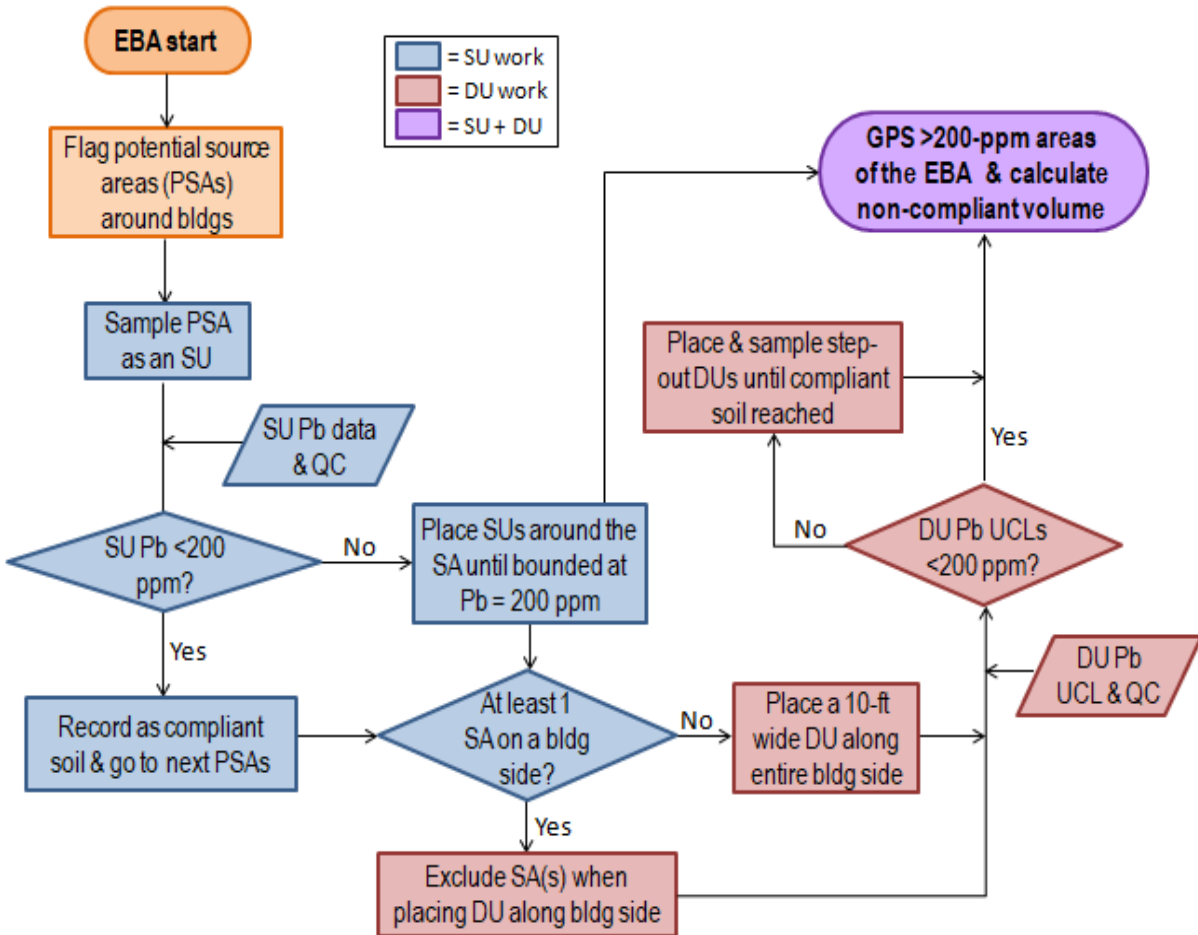 EBA start
= SU work
= DU work
= SU + DU
Flag potential source
areas (PSAs)
around bldgs
GPS >200-ppm areas
of the EBA & calculate
non-compliant volume
Sample PSA
as an SU
Place & sample step-
out DUs until compliant
soil reached
SU Pb data
& QC
Yes
SU Pb <200
ppm?
No
Place SUs around the
SA until bounded at
Pb = 200 ppm
No
DU Pb UCLs
<200 ppm?
Yes
DU Pb
UCL & QC
Record as compliant
soil & go to next PSAs
At least 1
SA on a bldg
side?
No
Place a 10-ft
wide DU along
entire bldg side
Yes
Exclude SA(s) when
placing DU along bldg side